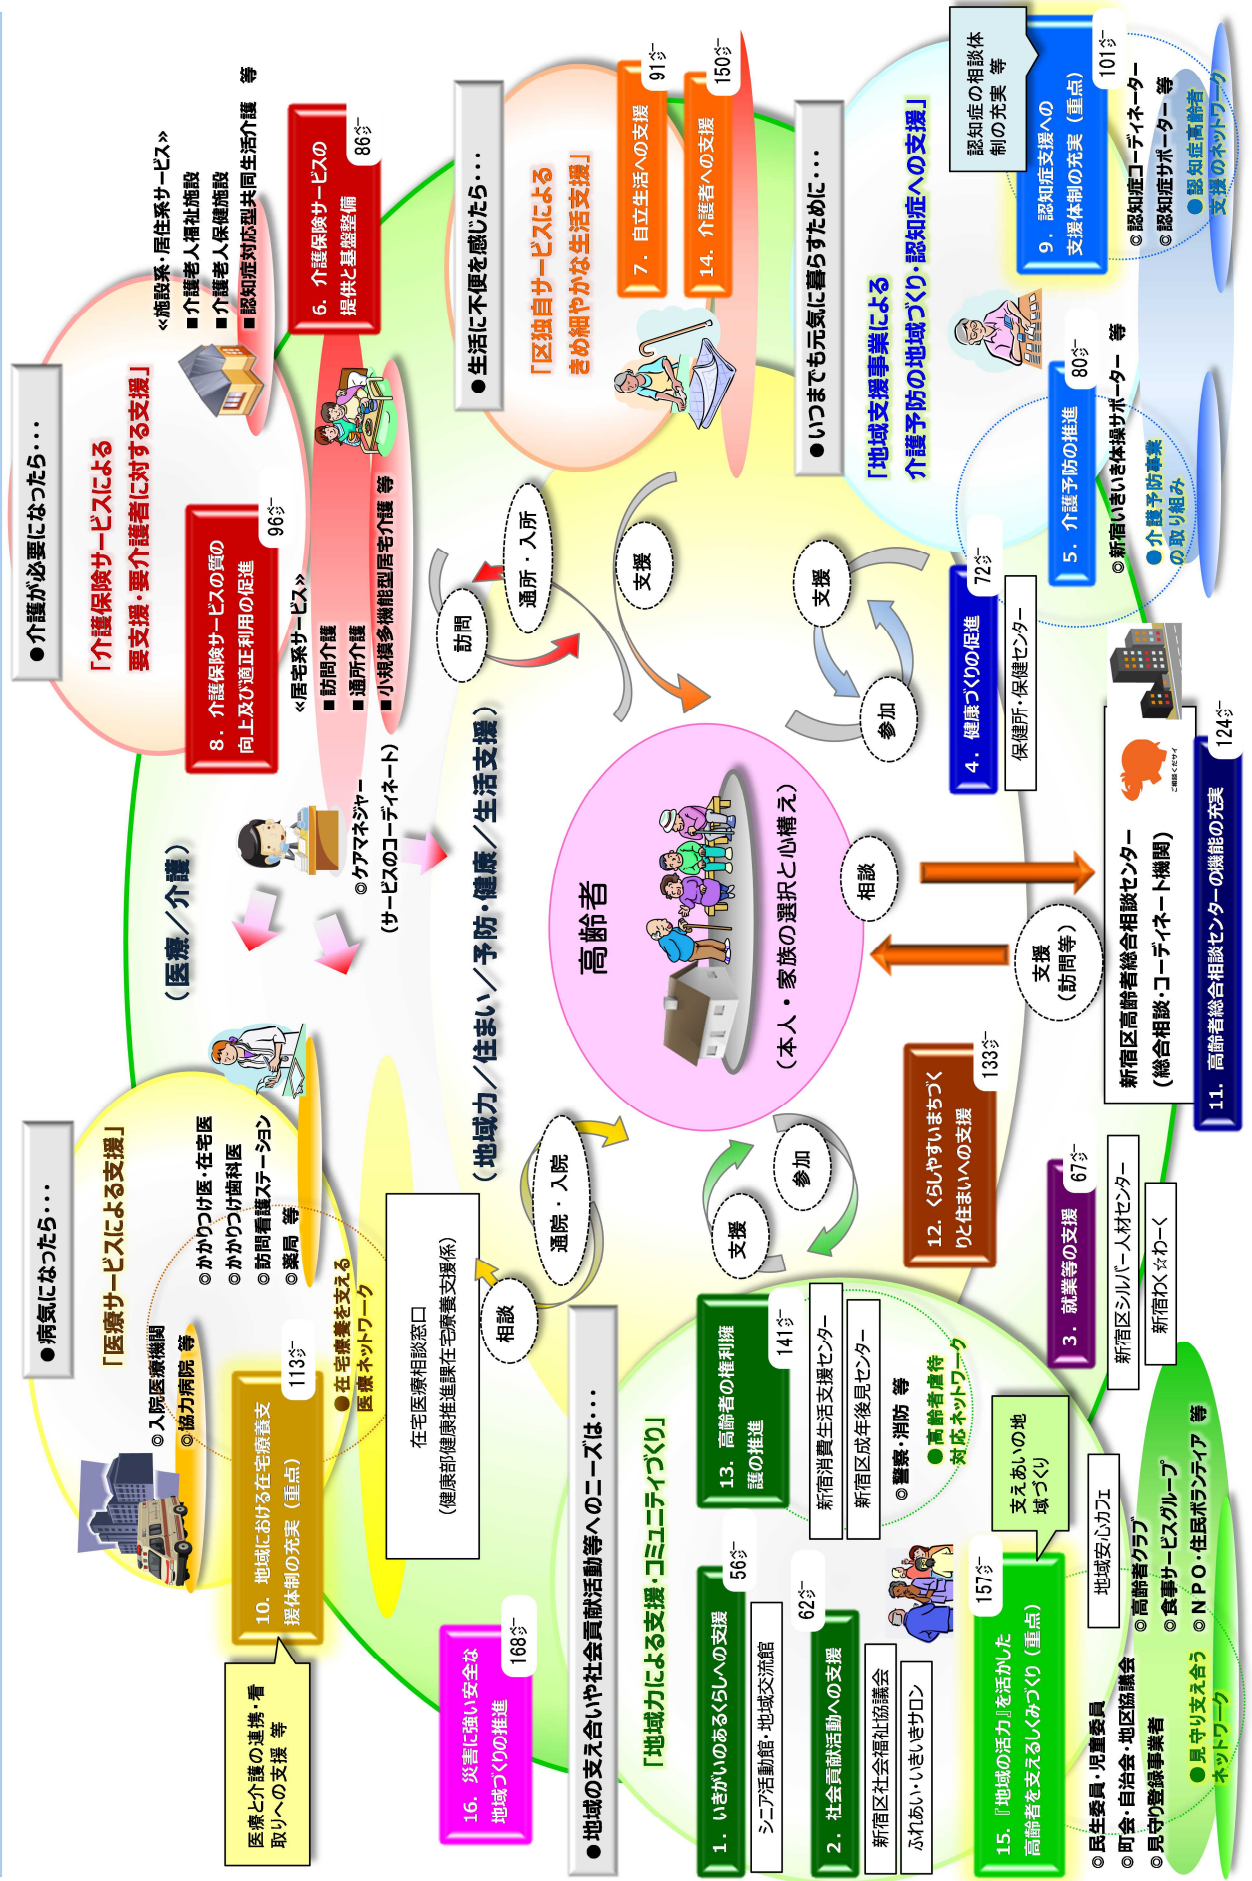 ●病気になったら･･･
「医療サービスによる支援」
◎入院医療機関
◎協力病院 等
◎かかりつけ医・在宅医
◎かかりつけ歯科医
◎訪問看護ステーション
◎薬局 等
10. 地域における在宅療養支
援体制の充実（重点）
113ページ
医療と介護の連携・看
取りへの支援 等
●在宅療養を支える
医療ネットワーク
在宅医療相談窓口
（健康部健康推進課在宅療養支援係）
相談
通院・入院
16. 災害に強い安全な
地域づくりの推進
168ページ
●介護が必要になったら･･･
「介護保険サービスによる
要支援・要介護者に対する支援」
8. 介護保険サービスの質の
向上及び適正利用の促進
96ページ
≪施設系・居住系サービス≫
■介護老人福祉施設
■介護老人保健施設
■認知症対応型共同生活介護 等
6. 介護保険サービスの
提供と基盤整備
86ページ
≪居宅系サービス≫
■訪問介護
■通所介護
■小規模多機能型居宅介護 等
（医療／介護）
◎ケアマネジャー
（サービスのコーディネート）
訪問
通所・入所
（地域力／住まい／予防・健康／生活支援）
●生活に不便を感じたら･･･
「区独自サービスによる
きめ細やかな生活支援」
7. 自立生活への支援
91ページ
14. 介護者への支援
150ページ
支援
高齢者
（本人・家族の選択と心構え）
●地域の支え合いや社会貢献活動等へのニーズは･･･
「地域力による支援・コミュニティづくり」
1. いきがいのあるくらしへの支援
56ページ
シニア活動館・地域交流館
2. 社会貢献活動への支援
62ページ
新宿区社会福祉協議会
ふれあい・いきいきサロン
13. 高齢者の権利擁
護の推進
141ページ
新宿消費生活支援センター
新宿区成年後見センター
◎警察・消防 等
●高齢者虐待
対応ネットワーク
15.『地域の活力』を活かした
高齢者を支えるしくみづくり（重点）
157ページ
支えあいの地
域づくり
地域安心カフェ
◎民生委員・児童委員
◎町会・自治会・地区協議会
◎見守り登録事業者
◎高齢者クラブ
◎食事サービスグループ
◎NPO・住民ボランティア 等
●見守り支え合う
ネットワーク
支援
参加
12. くらしやすいまちづく
りと住まいへの支援
133ページ
3. 就業等の支援
67ページ
新宿区シルバー人材センター
新宿わく☆わーく
相談
支援
（訪問等）
新宿区高齢者総合相談センター
（総合相談・コーディネート機関）
ご相談くだサイ
11. 高齢者総合相談センターの機能の充実
124ページ
●いつまでも元気に暮らすために･･･
「地域支援事業による
介護予防の地域づくり・認知症への支援」
支援
参加
4. 健康づくりの促進
72ページ
保健所・保健センター
5. 介護予防の推進
80ページ
◎新宿いきいき体操サポーター 等
●介護予防事業
の取り組み
認知症の相談体
制の充実 等
9. 認知症支援への
支援体制の充実（重点）
101ページ
◎認知症コーディネーター
◎認知症サポーター 等
●認知症高齢者
支援のネットワーク